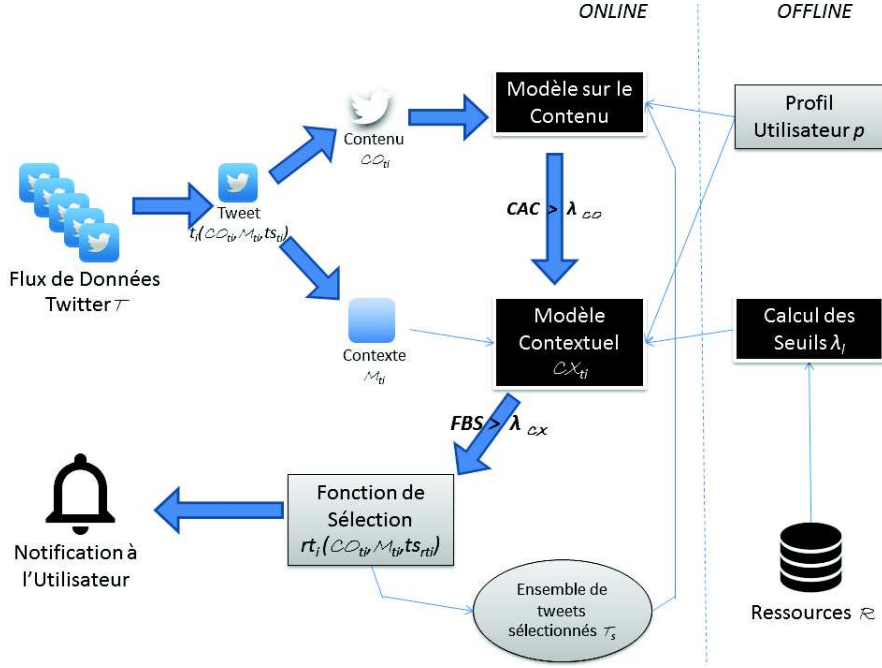 ONLINE
OFFLINE
Modèle sur le
Contenu
Profil
Utilisateur p
Contenu
CO_ti
Tweet
t_i(CO_ti, M_ti, ts_ti)
CAC > λ_CO
Flux de Données
Twitter T
Modèle
Contextuel
CX_ti
Calcul des
Seuils λ_l
Contexte
M_ti
FBS > λ_CX
Fonction de
Sélection
rt_i(CO_ti, M_ti, ts_rti)
Notification à
l'Utilisateur
Ensemble de
tweets
sélectionnés T_s
Ressources R